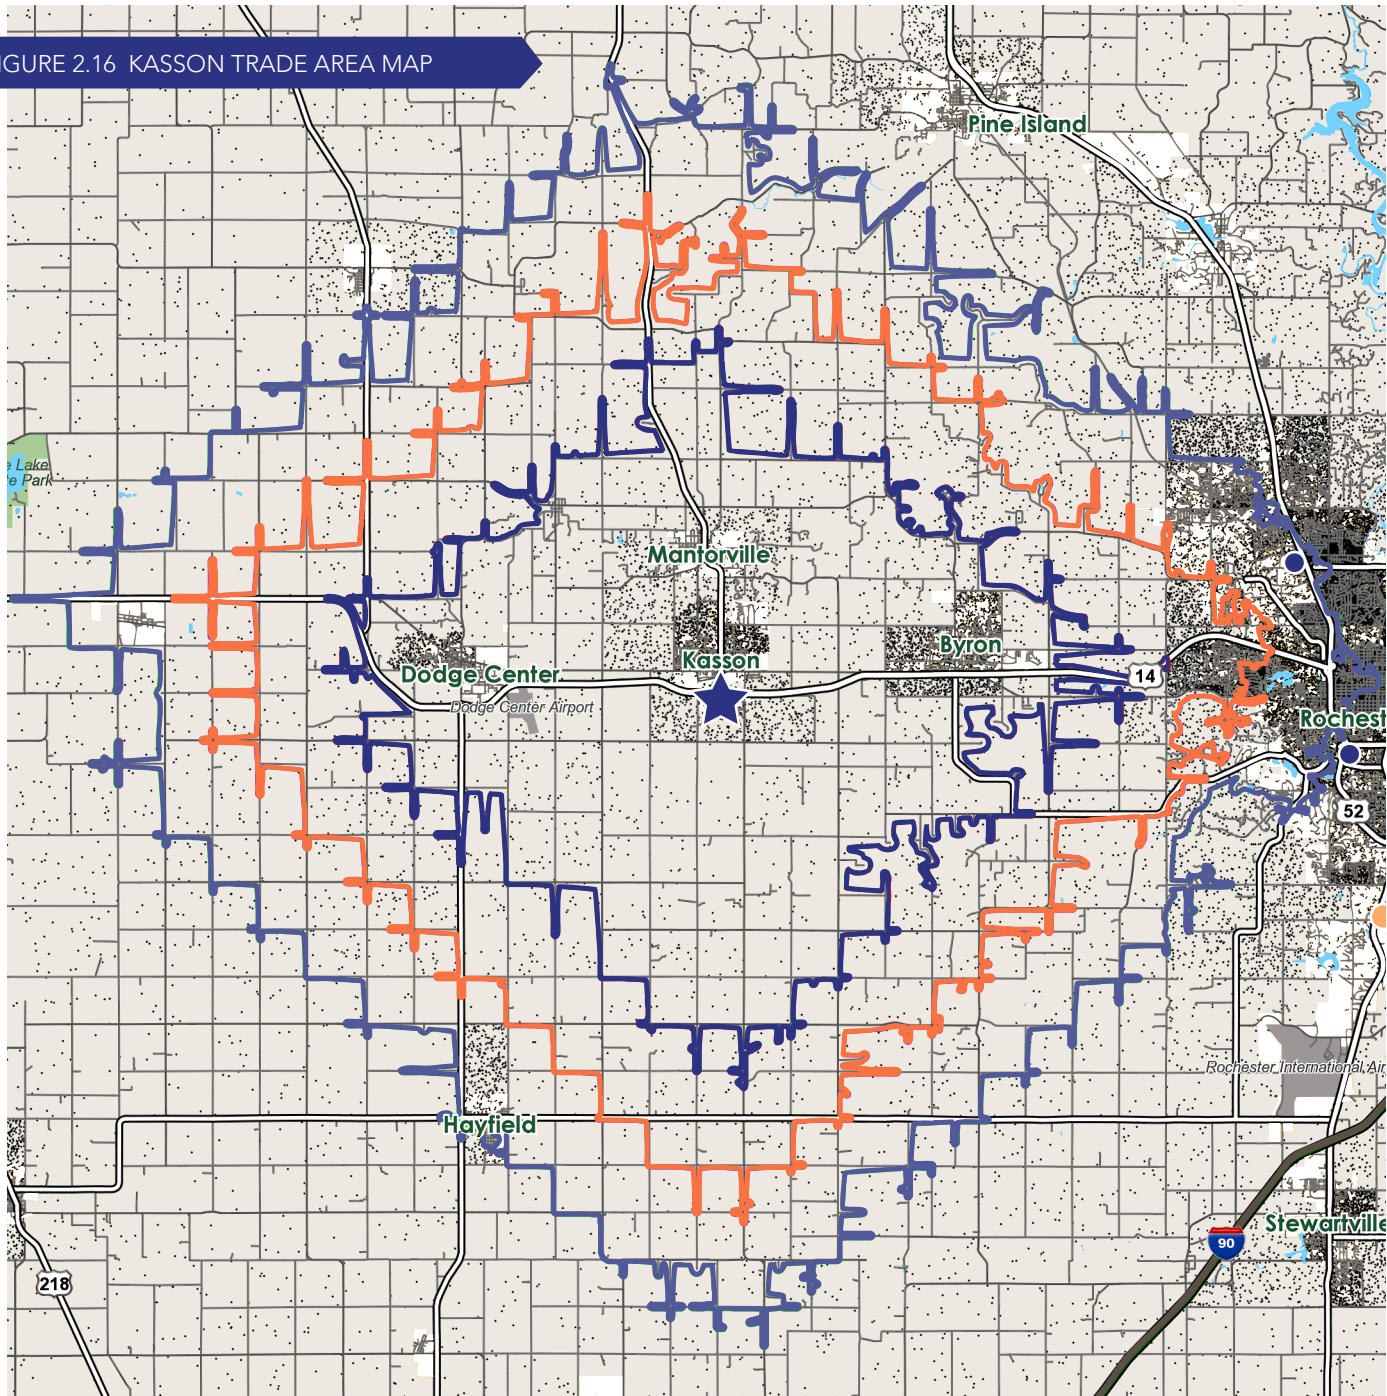 IGURE 2.16 KASSON TRADE AREA MAP
Pine Island
e Lake
e Park
Mantorville
Byron
Kasson
Dodge Center
14
Dodge Center Airport
Rochest
52
Rochester International Air
Hayfield
Stewartville
90
218